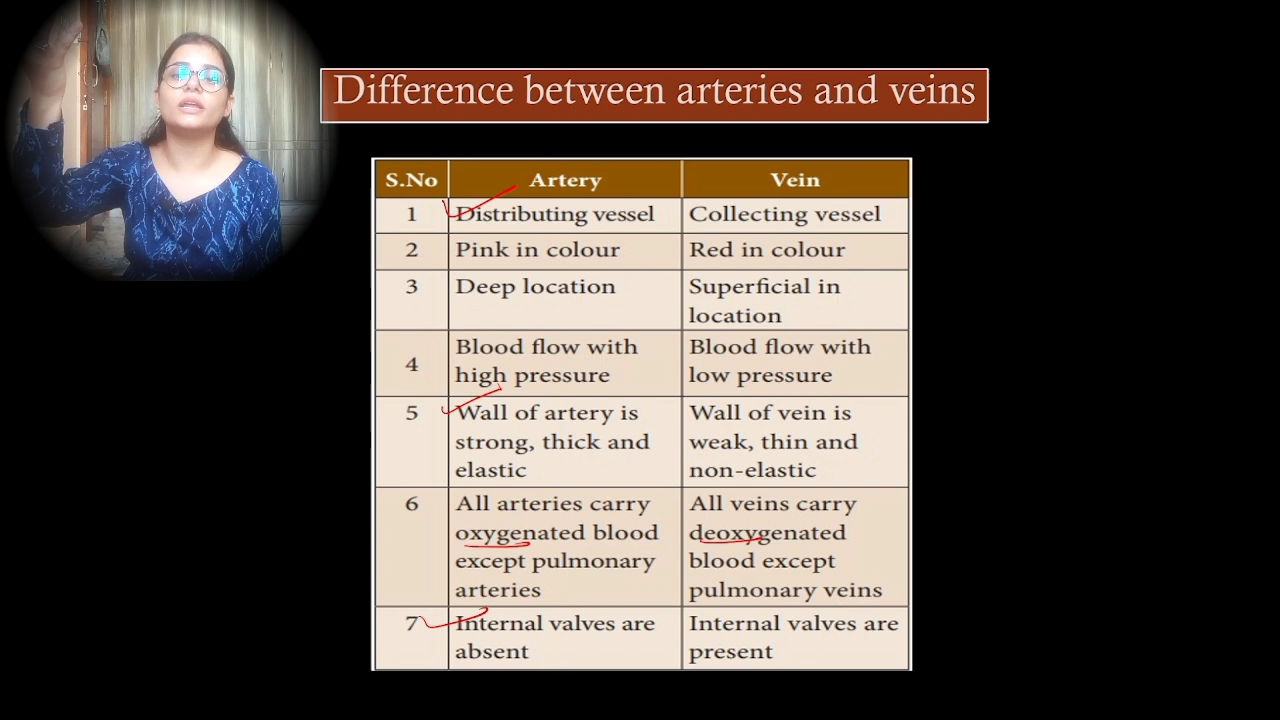 Difference between arteries and veins
S.No Artery Vein
1 Distributing vessel Collecting vessel
2 Pink in colour Red in colour
3 Deep location Superficial in
location
4 Blood flow with
high pressure
Blood flow with
low pressure
5 Wall of artery is
strong, thick and
elastic
Wall of vein is
weak, thin and
non-elastic
6 All arteries carry
oxygenated blood
except pulmonary
arteries
All veins carry
deoxygenated
blood except
pulmonary veins
7 Internal valves are
absent
Internal valves are
present